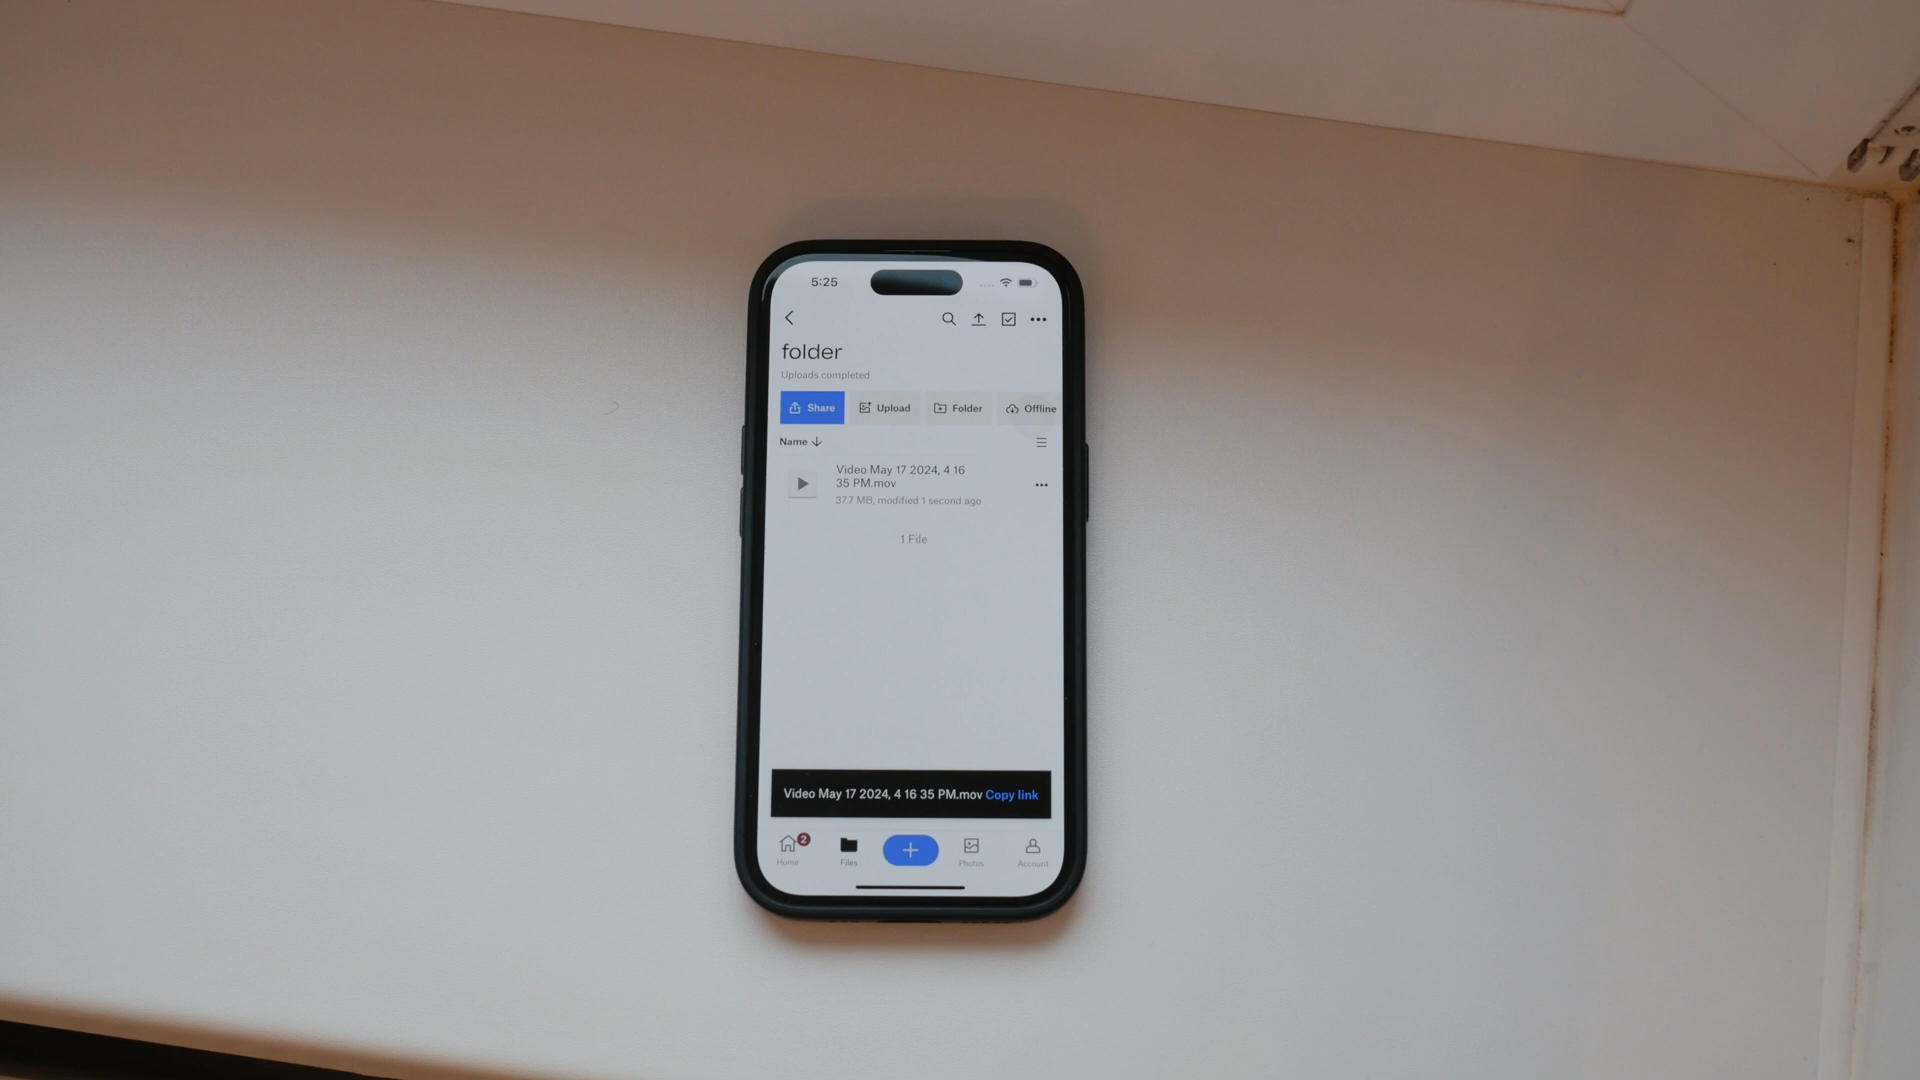 5:25
folder
Uploads completed
Share Upload Folder Offline
Name
Video May 17 2024, 4 16
35 PM.mov
37.7 MB, modified 1 second ago
1 File
Video May 17 2024, 4 16 35 PM.mov Copy link
2
Home Files Photos Account